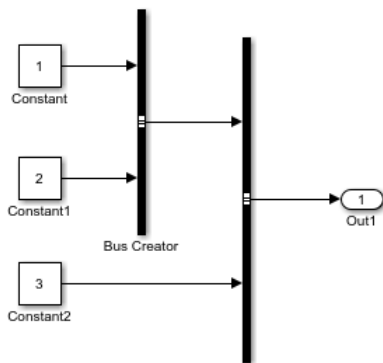 1
Constant
2
Constant1
Bus Creator
3
Constant2
1
Out1